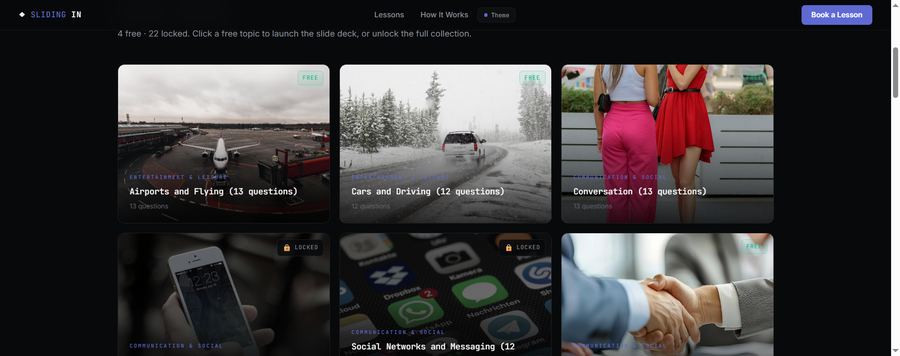 SLIDING IN
Lessons
How It Works
Theme
Book a Lesson
4 free · 22 locked. Click a free topic to launch the slide deck, or unlock the full collection.
FREE
ENTERTAINMENT & LEISURE
Airports and Flying (13 questions)
13 questions
FREE
ENTERTAINMENT & LEISURE
Cars and Driving (12 questions)
12 questions
FREE
COMMUNICATION & SOCIAL
Conversation (13 questions)
13 questions
LOCKED
COMMUNICATION & SOCIAL
LOCKED
COMMUNICATION & SOCIAL
Social Networks and Messaging (12
FREE
COMMUNICATION & SOCIAL